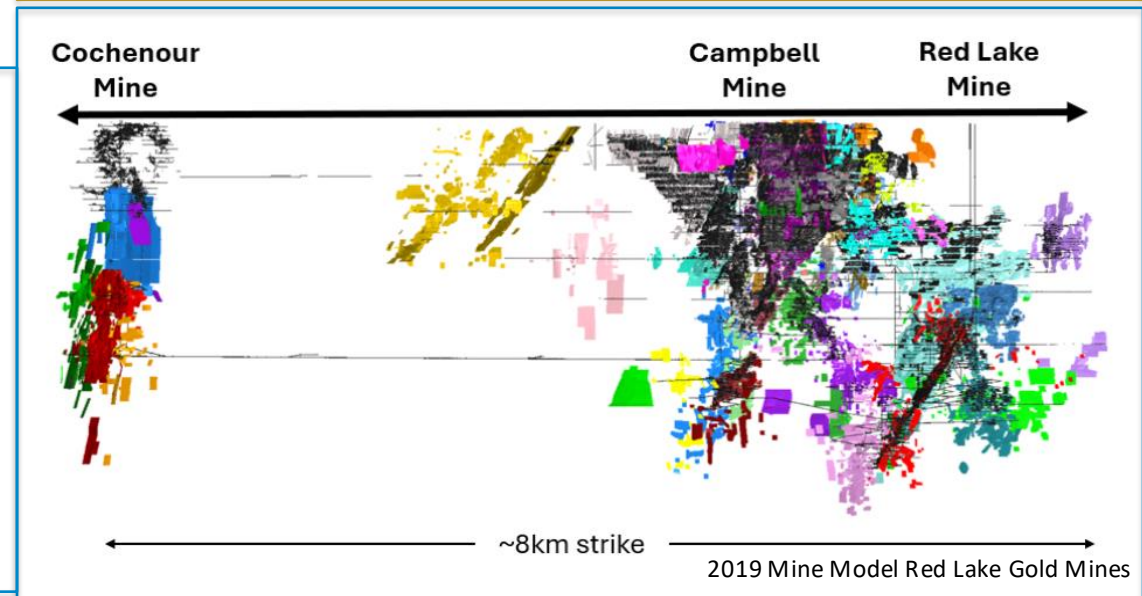 Cochenour
Mine
Campbell
Mine
Red Lake
Mine
~8km strike
2019 Mine Model Red Lake Gold Mines